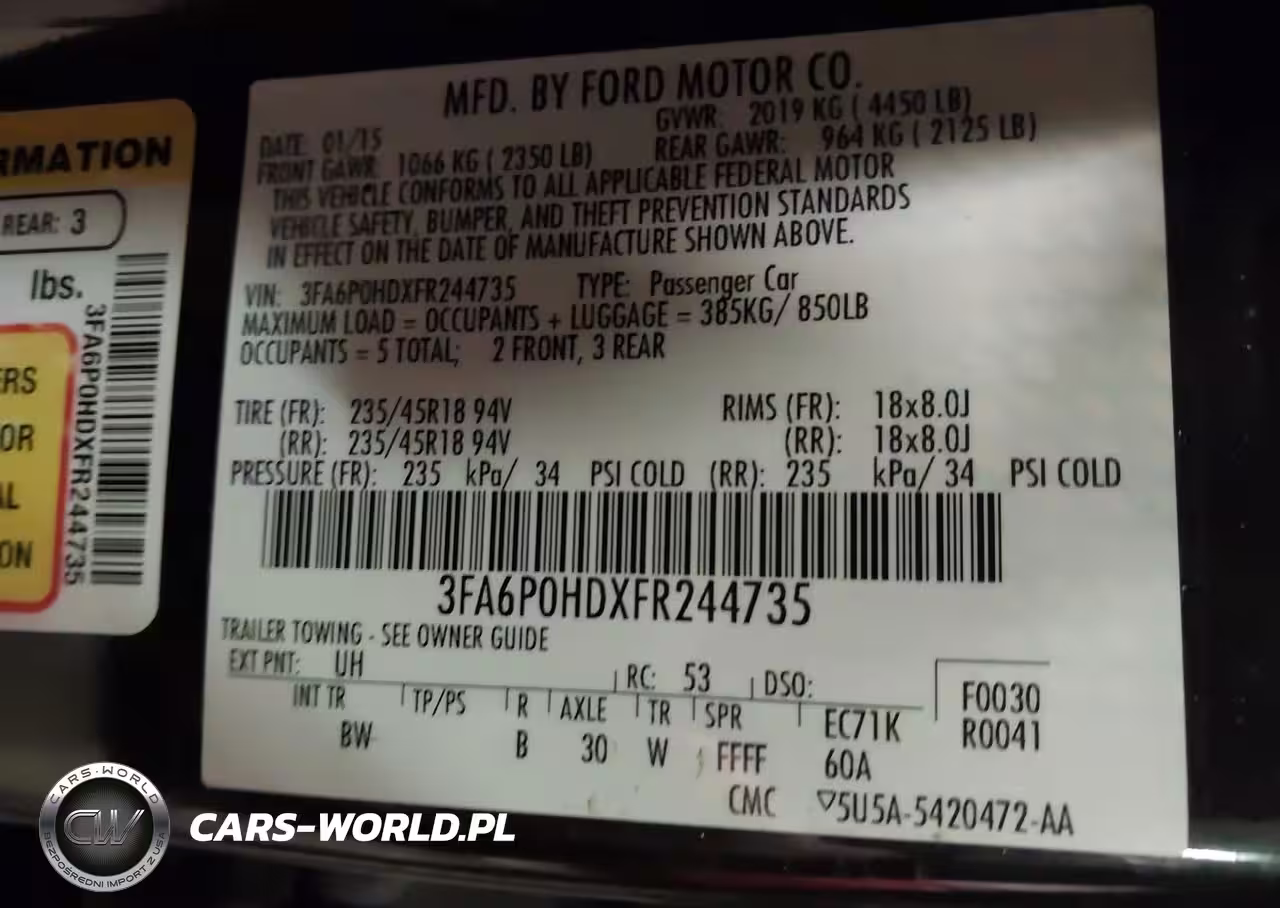 RMATION
REAR: 3
lbs.
3FA6P0HDXFR244735
ERS
OR
AL
ON
MFD. BY FORD MOTOR CO.
DATE: 01/15 GVWR: 2019 KG ( 4450 LB)
FRONT GAWR: 1066 KG ( 2350 LB) REAR GAWR: 964 KG ( 2125 LB)
THIS VEHICLE CONFORMS TO ALL APPLICABLE FEDERAL MOTOR
VEHICLE SAFETY, BUMPER, AND THEFT PREVENTION STANDARDS
IN EFFECT ON THE DATE OF MANUFACTURE SHOWN ABOVE.
VIN: 3FA6P0HDXFR244735 TYPE: Passenger Car
MAXIMUM LOAD = OCCUPANTS + LUGGAGE = 385KG/ 850LB
OCCUPANTS = 5 TOTAL; 2 FRONT, 3 REAR
TIRE (FR): 235/45R18 94V RIMS (FR): 18x8.0J
(RR): 235/45R18 94V (RR): 18x8.0J
PRESSURE (FR): 235 kPa/ 34 PSI COLD (RR): 235 kPa/ 34 PSI COLD
3FA6P0HDXFR244735
TRAILER TOWING - SEE OWNER GUIDE
EXT PNT: UH RC: 53 DSO: F0030
INT TR TP/PS R AXLE TR SPR EC71K R0041
BW B 30 W FFFF 60A
CMC ▽5U5A-5420472-AA
CARS-WORLD
CW
BEZPOŚREDNI IMPORT Z USA
CARS-WORLD.PL